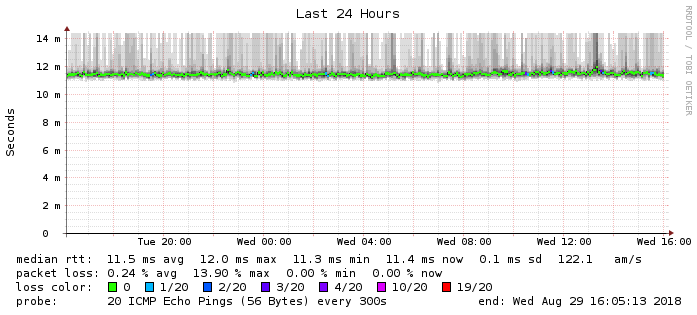 Last 24 Hours
RRDTOOL / TOBI OETIKER
Seconds
14 m
12 m
10 m
8 m
6 m
4 m
2 m
0
Tue 20:00 Wed 00:00 Wed 04:00 Wed 08:00 Wed 12:00 Wed 16:00
median rtt: 11.5 ms avg 12.0 ms max 11.3 ms min 11.4 ms now 0.1 ms sd 122.1 am/s
packet loss: 0.24 % avg 13.90 % max 0.00 % min 0.00 % now
loss color: 0 1/20 2/20 3/20 4/20 10/20 19/20
probe: 20 ICMP Echo Pings (56 Bytes) every 300s end: Wed Aug 29 16:05:13 2018